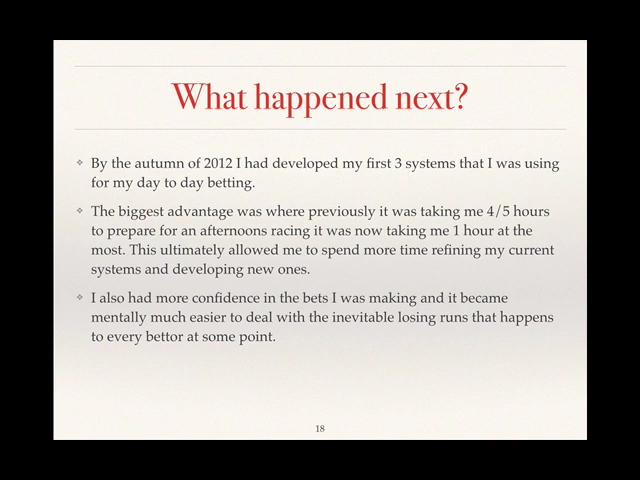 What happened next?
❖ By the autumn of 2012 I had developed my first 3 systems that I was using
for my day to day betting.
❖ The biggest advantage was where previously it was taking me 4/5 hours
to prepare for an afternoons racing it was now taking me 1 hour at the
most. This ultimately allowed me to spend more time refining my current
systems and developing new ones.
❖ I also had more confidence in the bets I was making and it became
mentally much easier to deal with the inevitable losing runs that happens
to every bettor at some point.
18